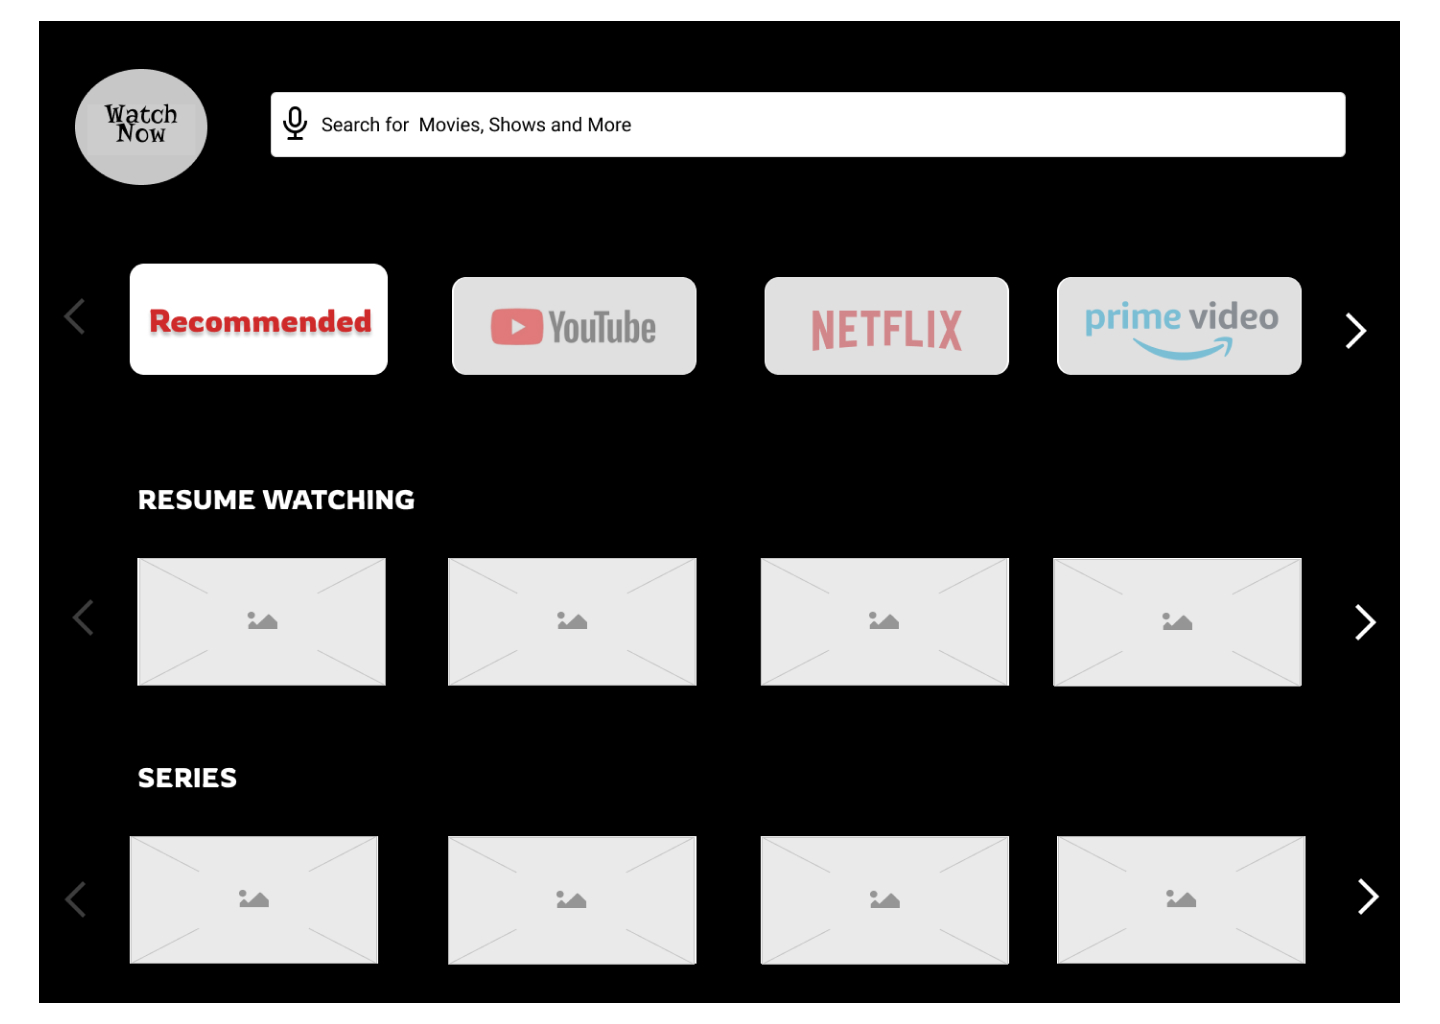 Watch
Now
Search for  Movies, Shows and More
Recommended
YouTube
NETFLIX
prime video
RESUME WATCHING
SERIES